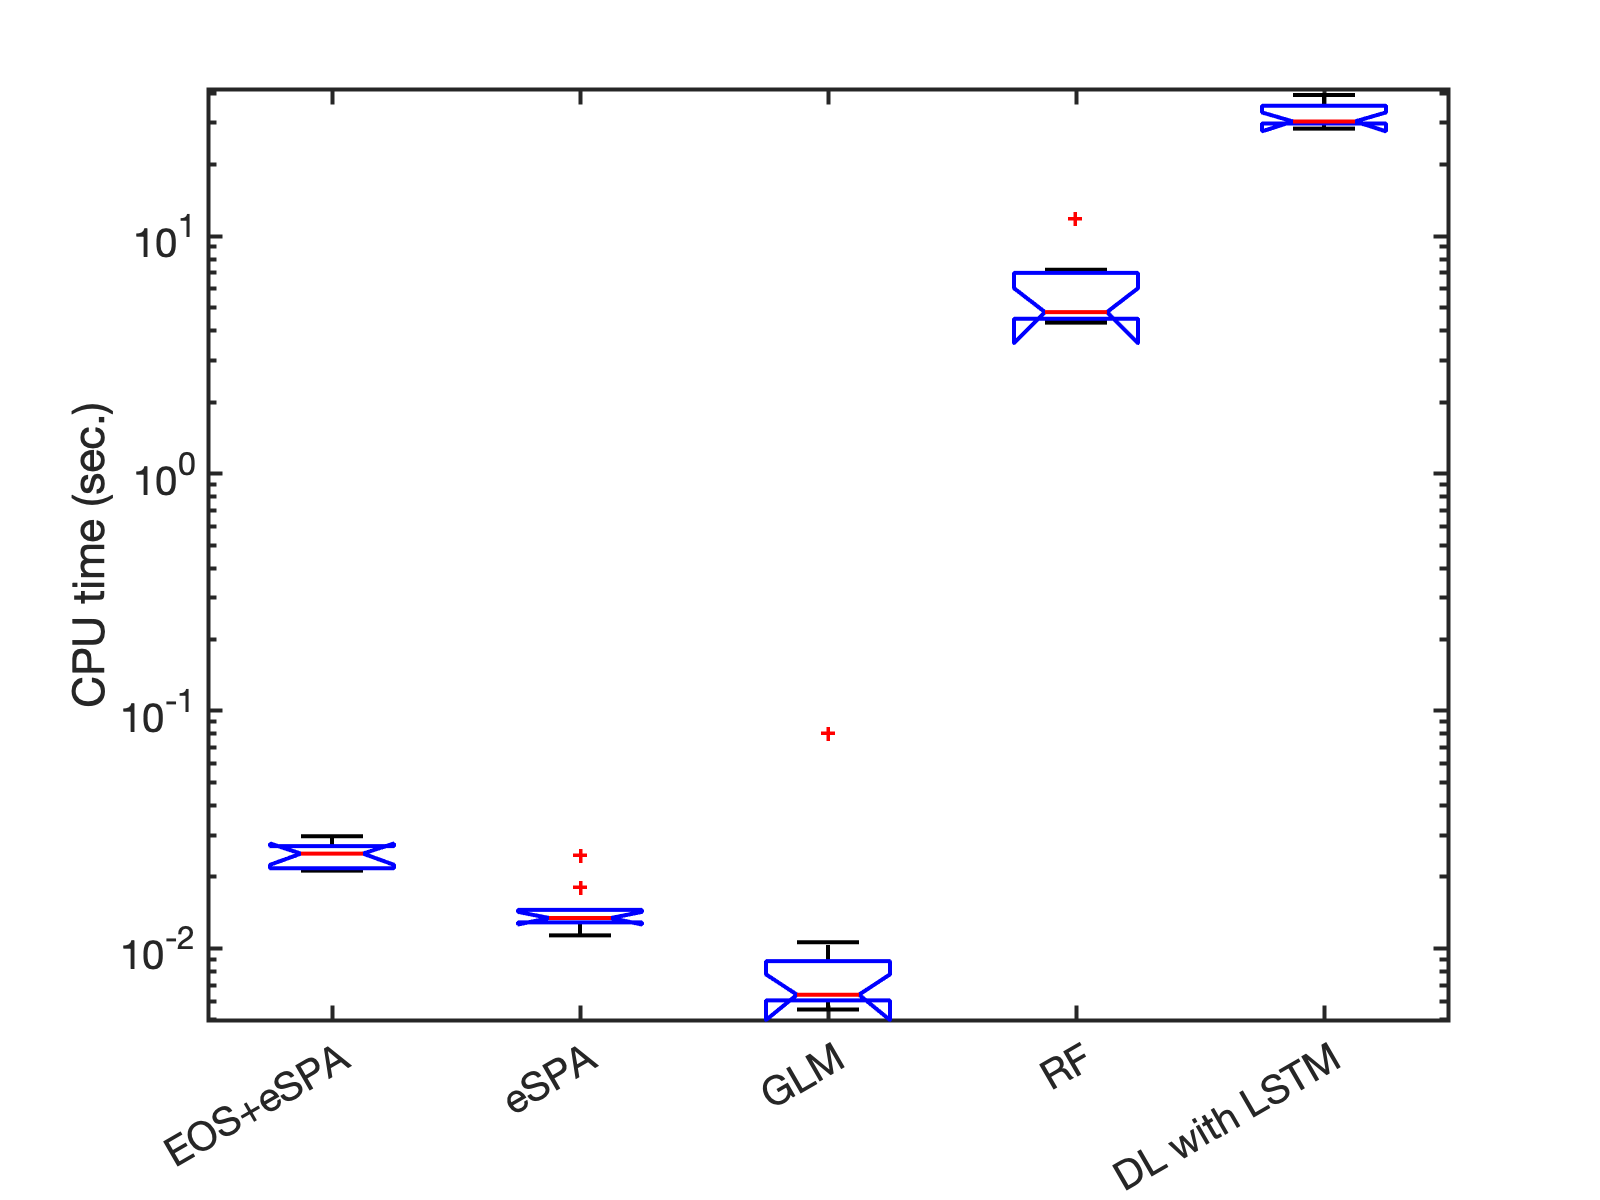 CPU time (sec.)
10^1
10^0
10^-1
10^-2
EOS+eSPA
eSPA
GLM
RF
DL with LSTM